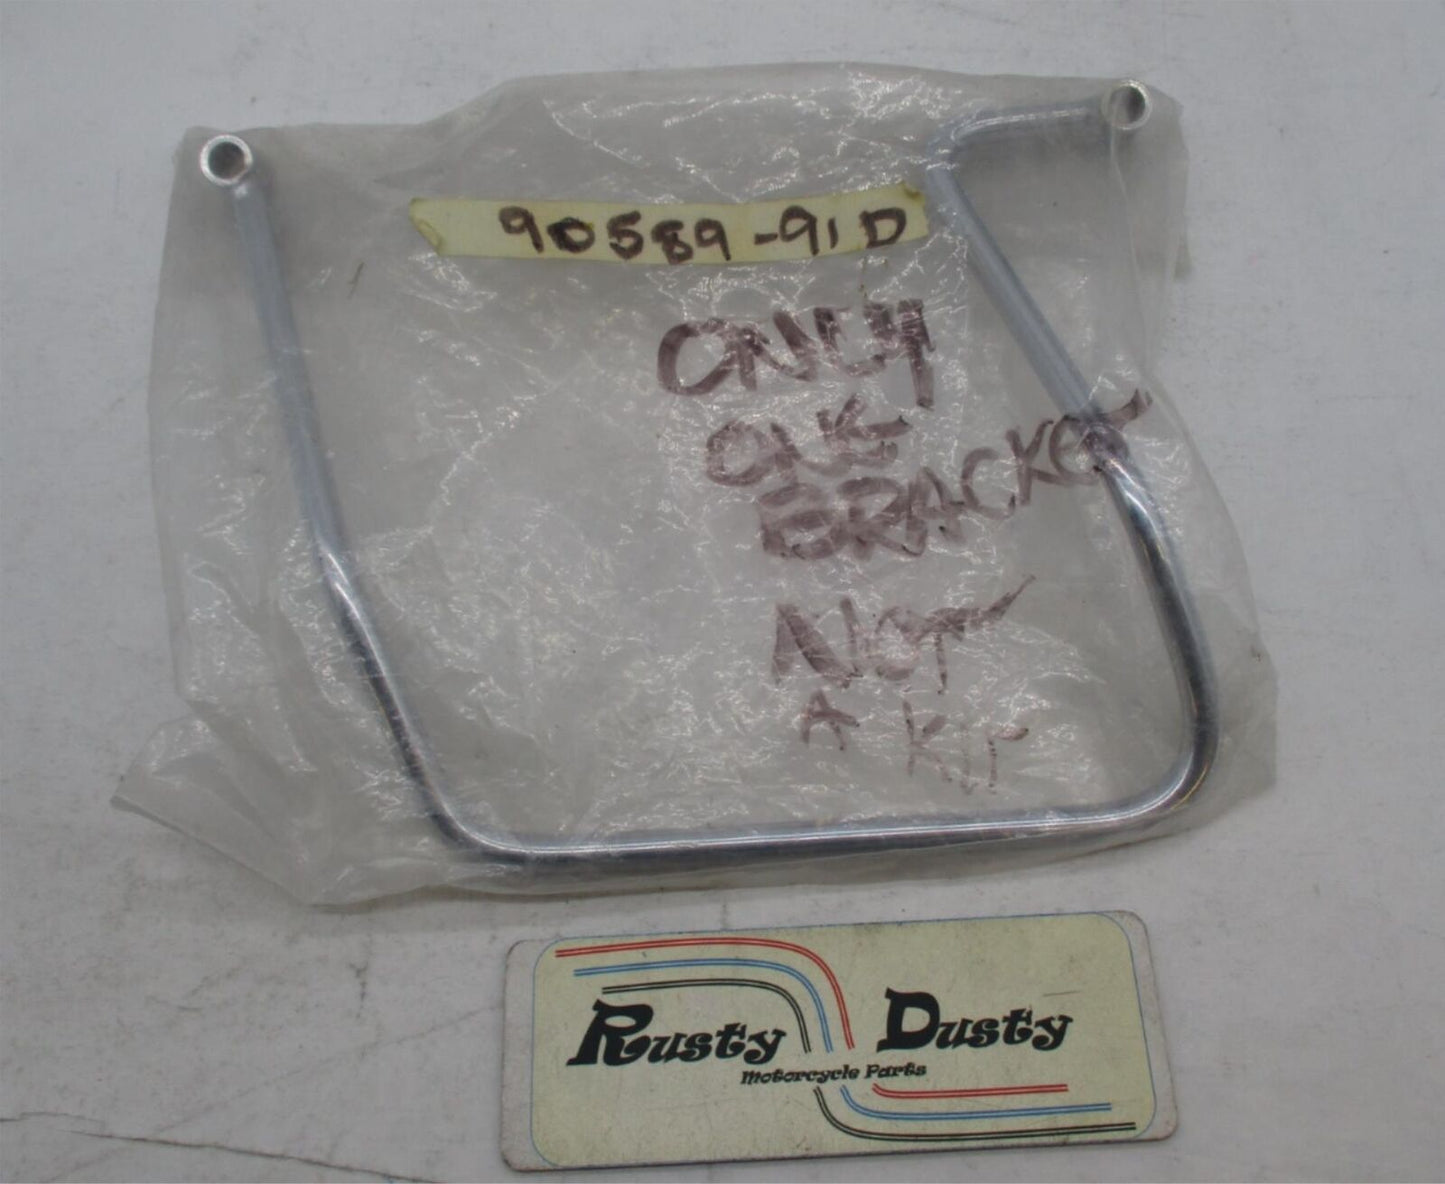 90589-91D
ONLY
ONE
BRACKET
NOT
A KIT
Rusty Dusty
Motorcycle Parts